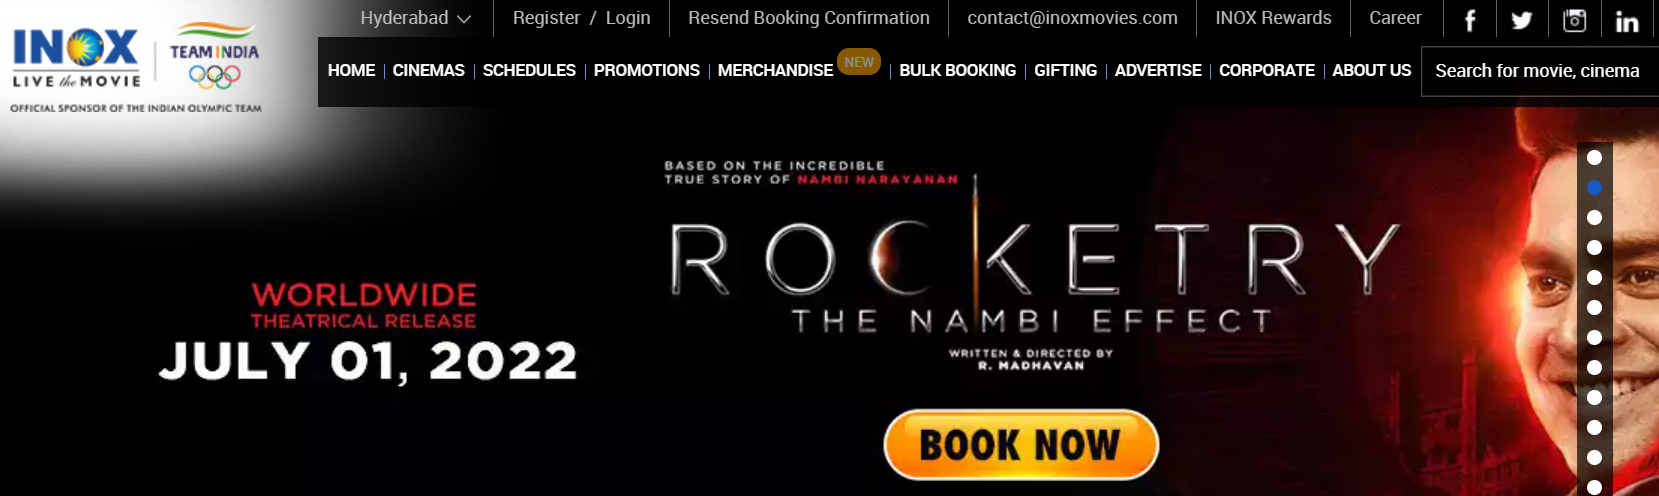 Hyderabad
Register / Login
Resend Booking Confirmation
contact@inoxmovies.com
INOX Rewards
Career
INOX
LIVE the MOVIE
TEAM INDIA
OFFICIAL SPONSOR OF THE INDIAN OLYMPIC TEAM
HOME
CINEMAS
SCHEDULES
PROMOTIONS
MERCHANDISE
NEW
BULK BOOKING
GIFTING
ADVERTISE
CORPORATE
ABOUT US
Search for movie, cinema
BASED ON THE INCREDIBLE
TRUE STORY OF NAMBI NARAYANAN
ROCKETRY
THE NAMBI EFFECT
WRITTEN & DIRECTED BY
R. MADHAVAN
WORLDWIDE
THEATRICAL RELEASE
JULY 01, 2022
BOOK NOW